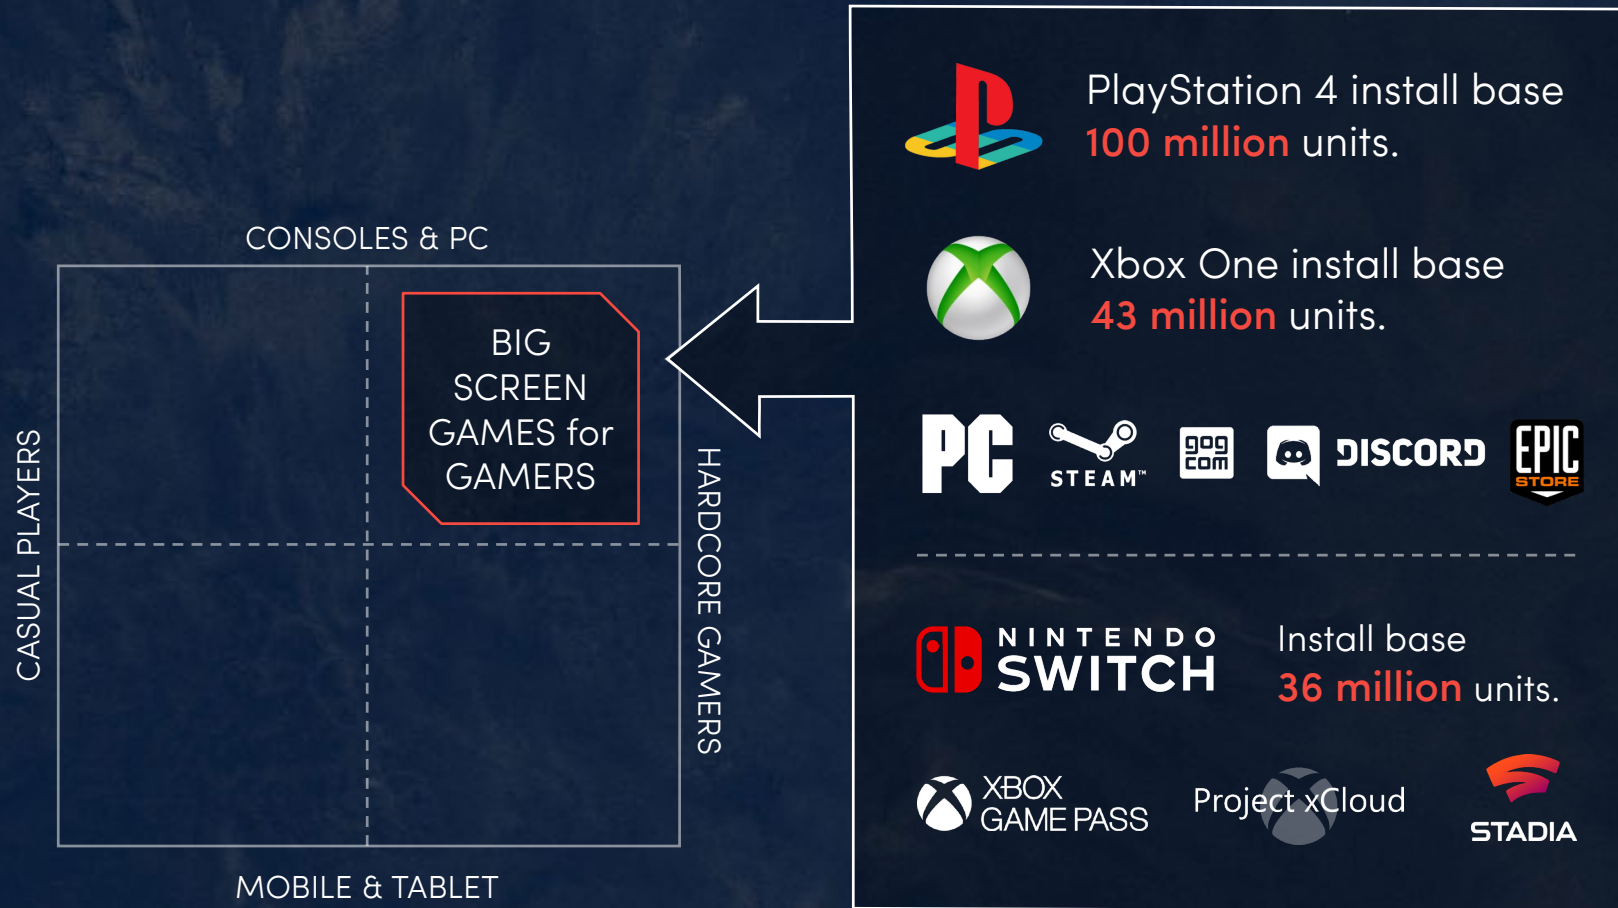 CONSOLES & PC
CASUAL PLAYERS
BIG
SCREEN
GAMES for
GAMERS
HARDCORE GAMERS
MOBILE & TABLET
PlayStation 4 install base
100 million units.
Xbox One install base
43 million units.
PC
STEAM™
gog
com
DISCORD
EPIC
STORE
NINTENDO
SWITCH
Install base
36 million units.
XBOX
GAME PASS
Project xCloud
STADIA